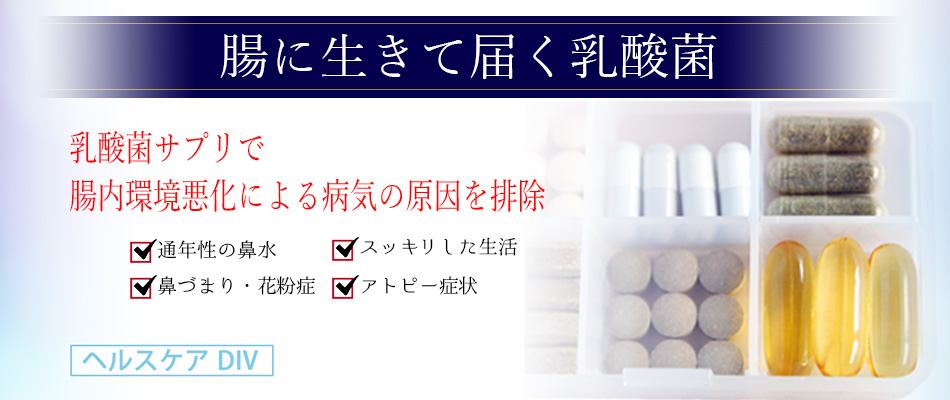 腸に生きて届く乳酸菌
乳酸菌サプリで
腸内環境悪化による病気の原因を排除
通年性の鼻水
スッキリした生活
鼻づまり・花粉症
アトピー症状
ヘルスケア DIV